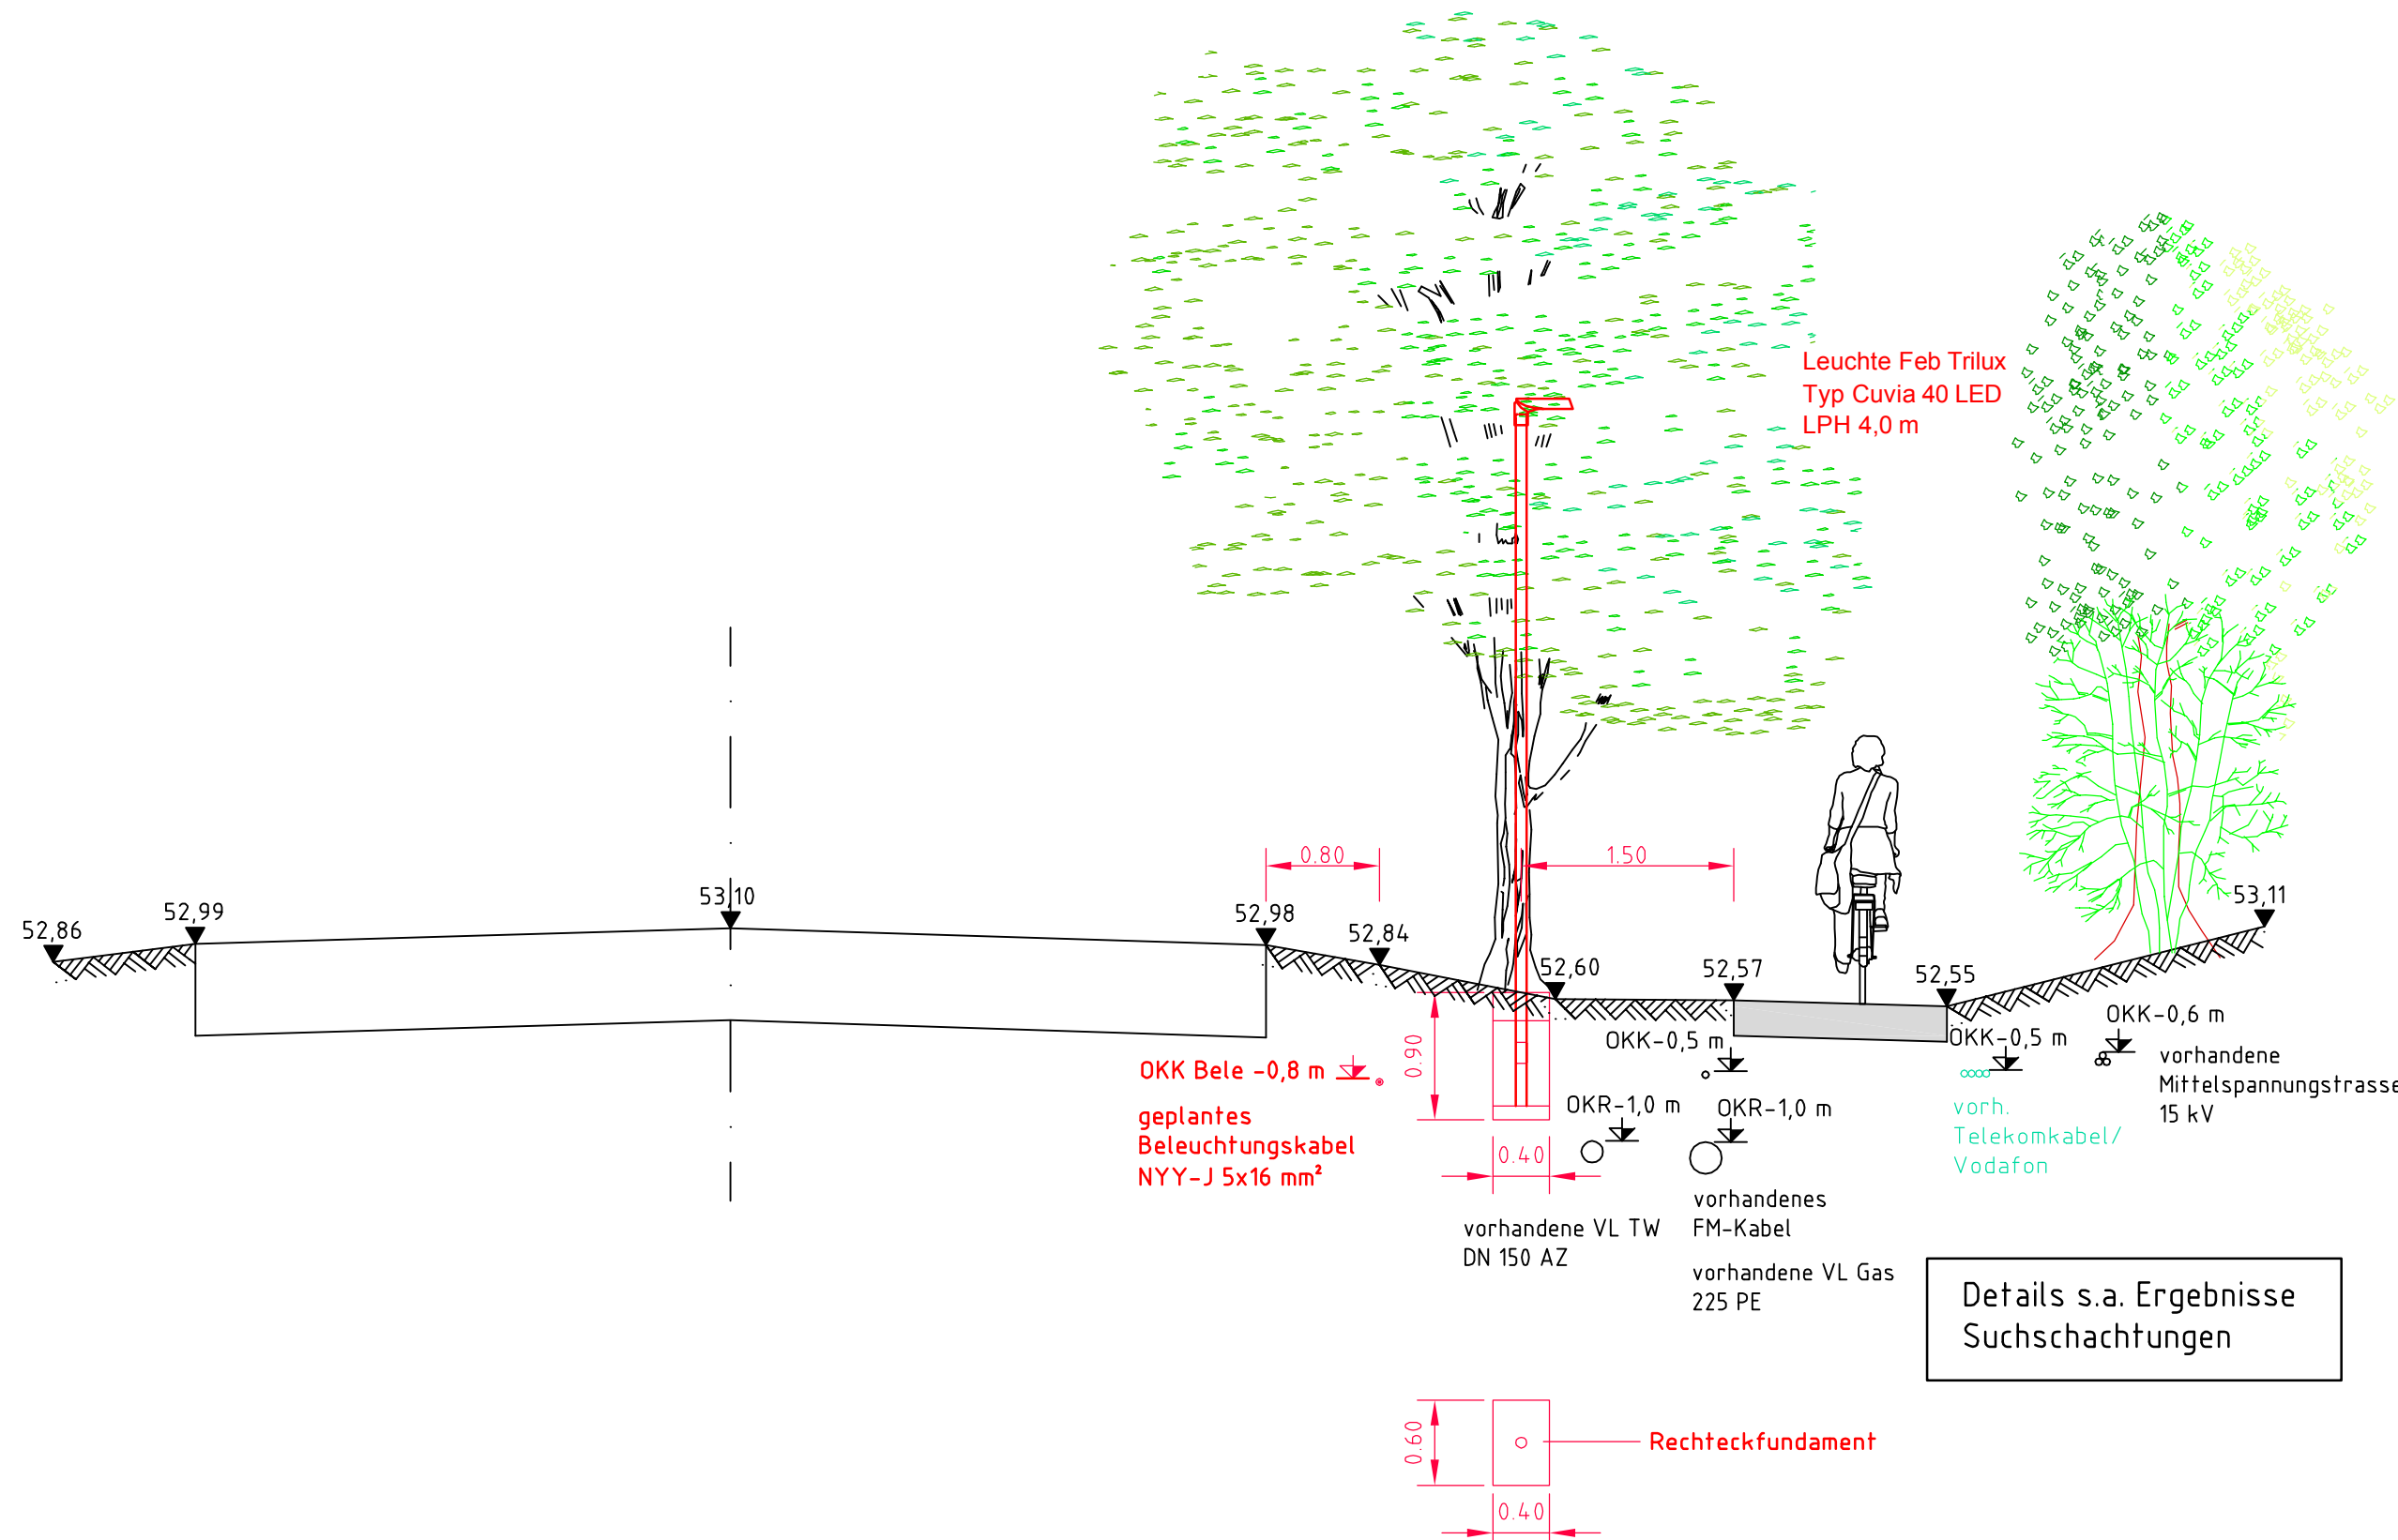 Leuchte Feb Trilux
Typ Cuvia 40 LED
LPH 4,0 m
0.80
1.50
52,86
52,99
53,10
52,98
52,84
52,60
52,57
52,55
53,11
OKK Bele -0,8 m
geplantes
Beleuchtungskabel
NYY-J 5x16 mm²
0.90
0.40
OKK-0,5 m
OKR-1,0 m
OKR-1,0 m
OKK-0,5 m
OKK-0,6 m
vorhandene
Mittelspannungstrasse
15 kV
vorh.
Telekomkabel/
Vodafon
vorhandene VL TW
DN 150 AZ
vorhandenes
FM-Kabel
vorhandene VL Gas
225 PE
Details s.a. Ergebnisse
Suchschachtungen
0.60
Rechteckfundament
0.40